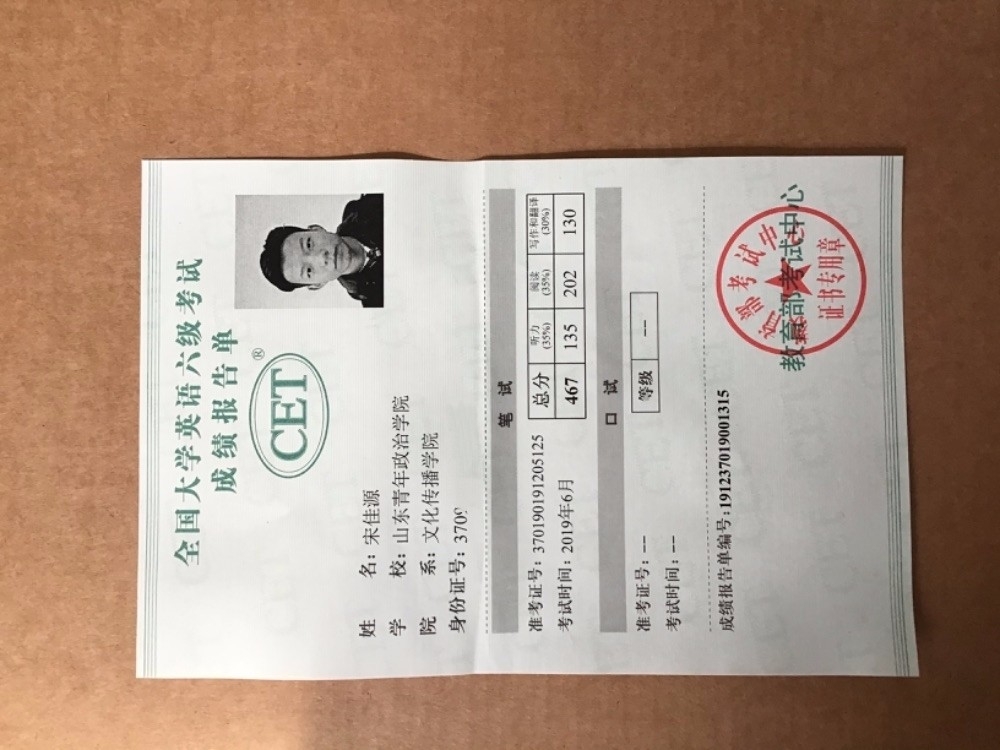 全国大学英语六级考试
成绩报告单
CET®
姓 名：宋佳源
学 校：山东青年政治学院
院 系：文化传播学院
身份证号：3709
笔 试
准考证号：370190191205125
考试时间：2019年6月
总分 听力(35%) 阅读(35%) 写作和翻译(30%)
467 135 202 130
口 试
准考证号：--
考试时间：--
等级 --
成绩报告单编号：191237019001315
教育部考试中心
证书专用章